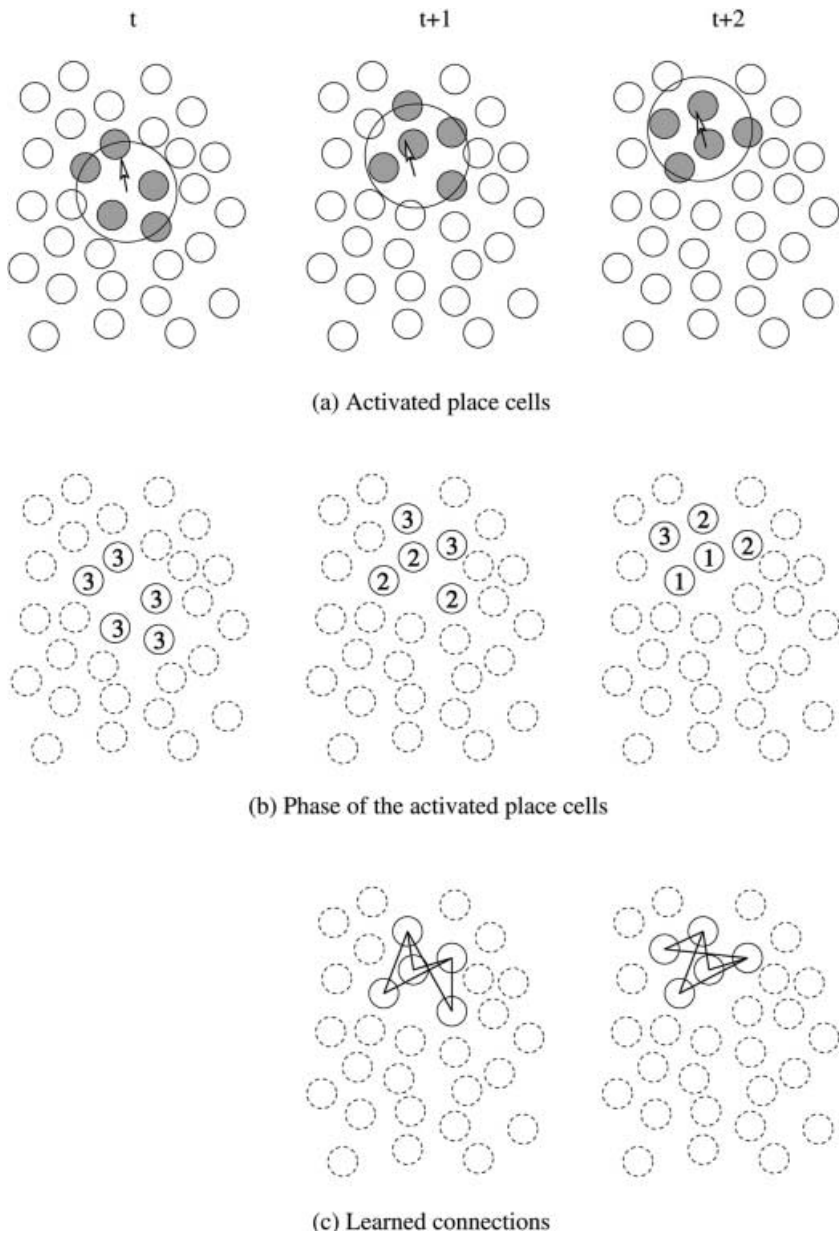 t t+1 t+2
(a) Activated place cells
3 2
3 3 3 2
3 2 1
3 2 2 1
3 3
(b) Phase of the activated place cells
(c) Learned connections